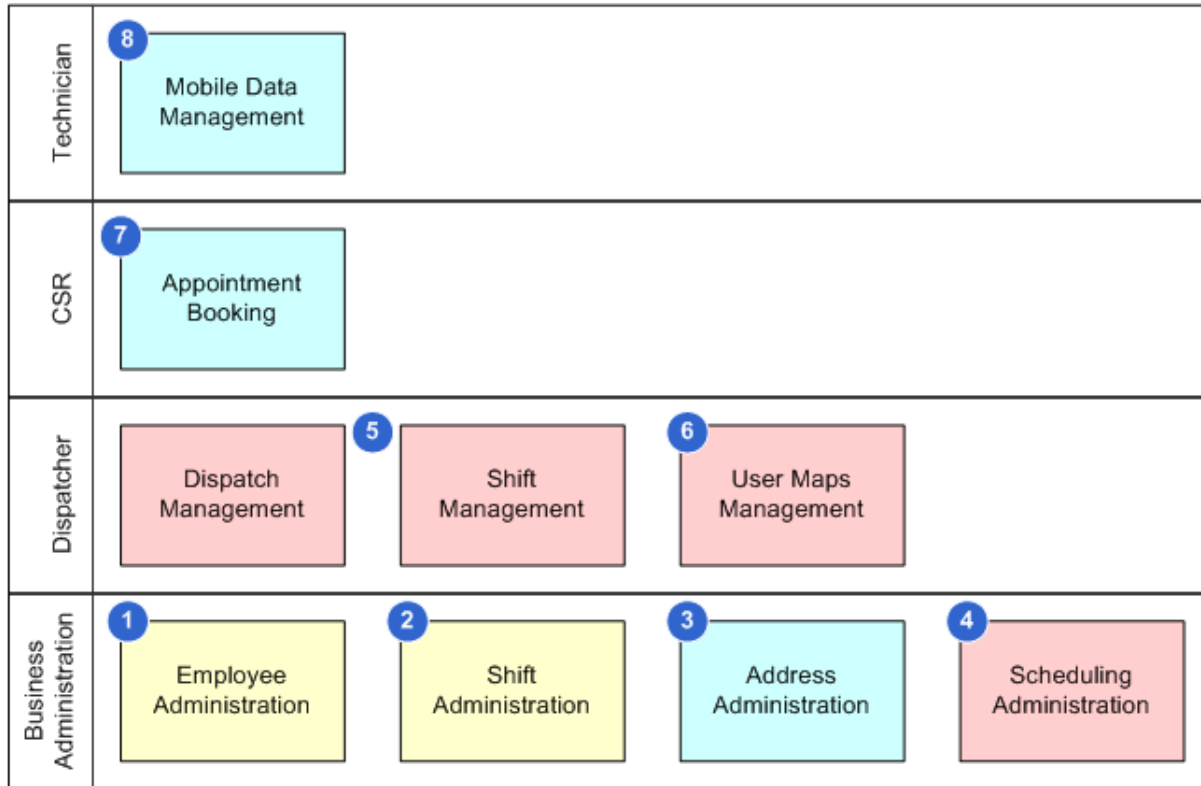 Technician
8
Mobile Data
Management
CSR
7
Appointment
Booking
Dispatcher
Dispatch
Management
5
Shift
Management
6
User Maps
Management
Business
Administration
1
Employee
Administration
2
Shift
Administration
3
Address
Administration
4
Scheduling
Administration